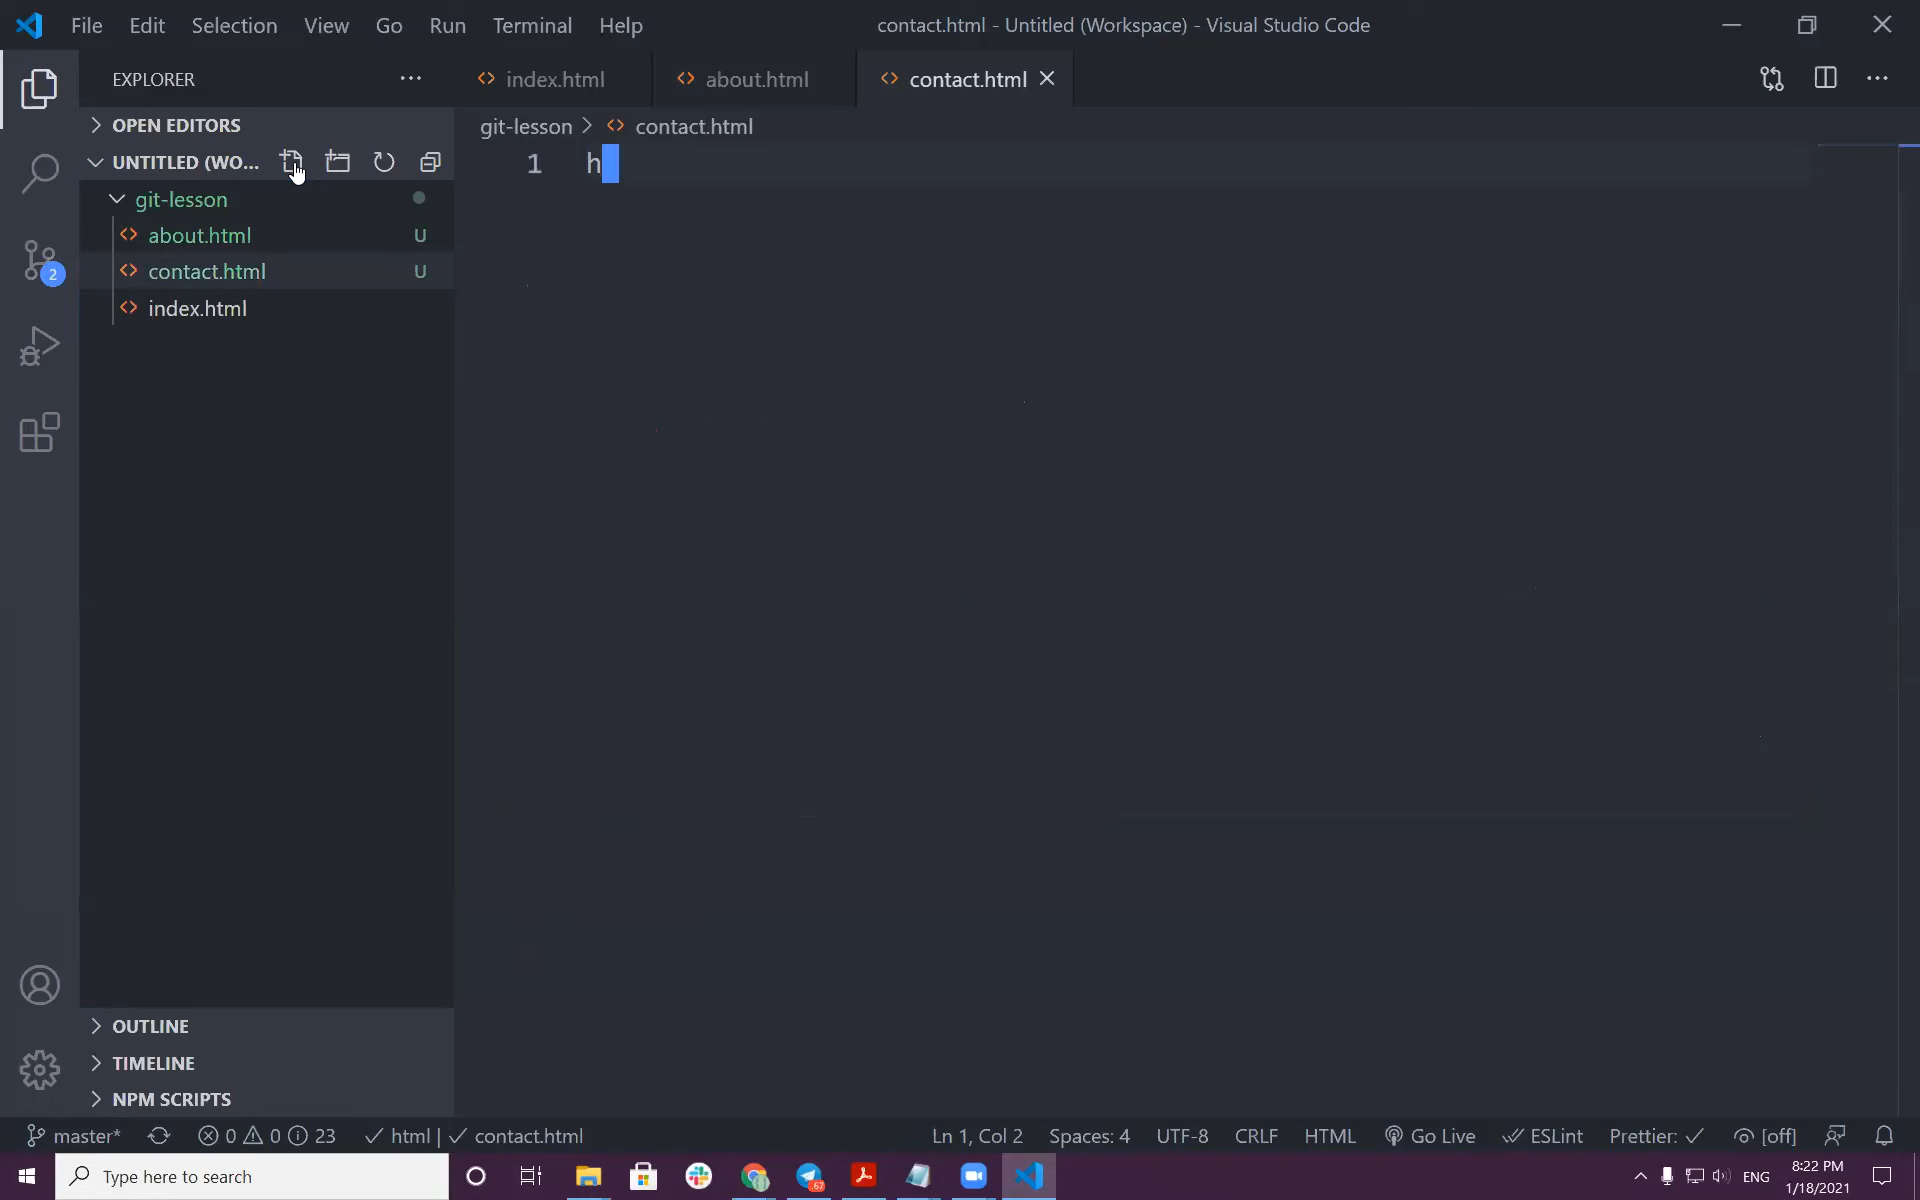 File Edit Selection View Go Run Terminal Help
contact.html - Untitled (Workspace) - Visual Studio Code
EXPLORER
index.html
about.html
contact.html
OPEN EDITORS
git-lesson > contact.html
UNTITLED (WO...
1 h
git-lesson
about.html U
contact.html U
2
index.html
OUTLINE
TIMELINE
NPM SCRIPTS
master* 0 0 23 html | contact.html
Ln 1, Col 2 Spaces: 4 UTF-8 CRLF HTML Go Live ESLint Prettier: [off]
Type here to search
67
ENG
8:22 PM
1/18/2021